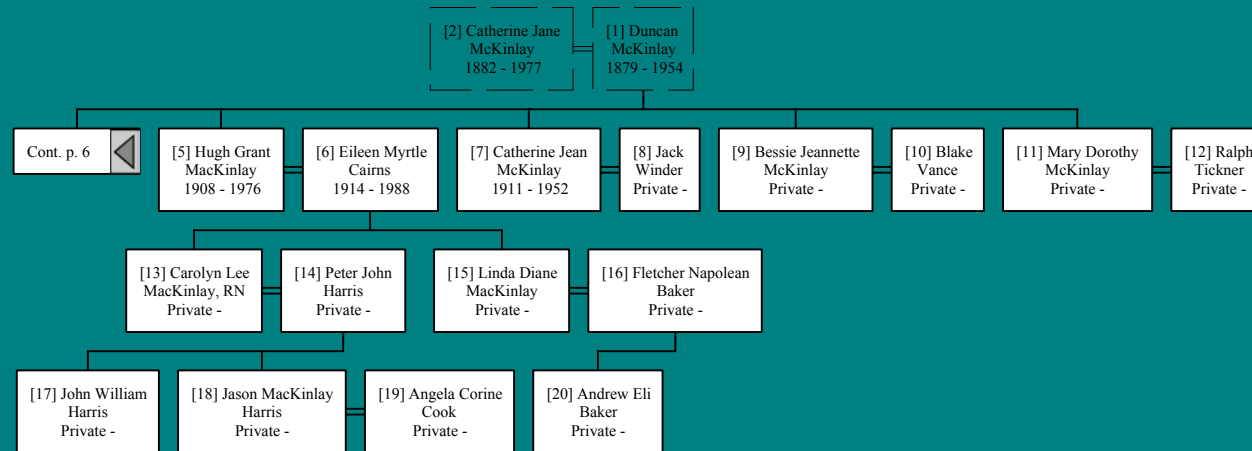 [2] Catherine Jane
McKinlay
1882 - 1977
[1] Duncan
McKinlay
1879 - 1954
Cont. p. 6
[5] Hugh Grant
MacKinlay
1908 - 1976
[6] Eileen Myrtle
Cairns
1914 - 1988
[7] Catherine Jean
McKinlay
1911 - 1952
[8] Jack
Winder
Private -
[9] Bessie Jeannette
McKinlay
Private -
[10] Blake
Vance
Private -
[11] Mary Dorothy
McKinlay
Private -
[12] Ralph
Tickner
Private -
[13] Carolyn Lee
MacKinlay, RN
Private -
[14] Peter John
Harris
Private -
[15] Linda Diane
MacKinlay
Private -
[16] Fletcher Napolean
Baker
Private -
[17] John William
Harris
Private -
[18] Jason MacKinlay
Harris
Private -
[19] Angela Corine
Cook
Private -
[20] Andrew Eli
Baker
Private -